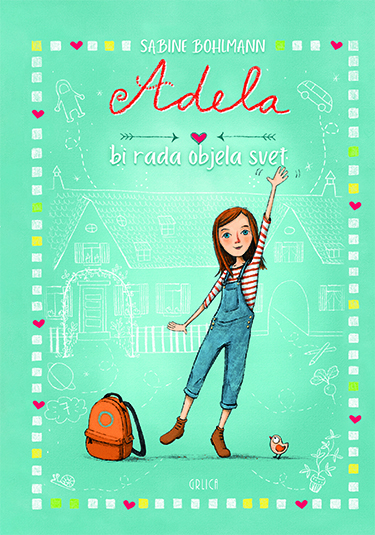 SABINE BOHLMANN
Adela
bi rada objela svet
GRLICA